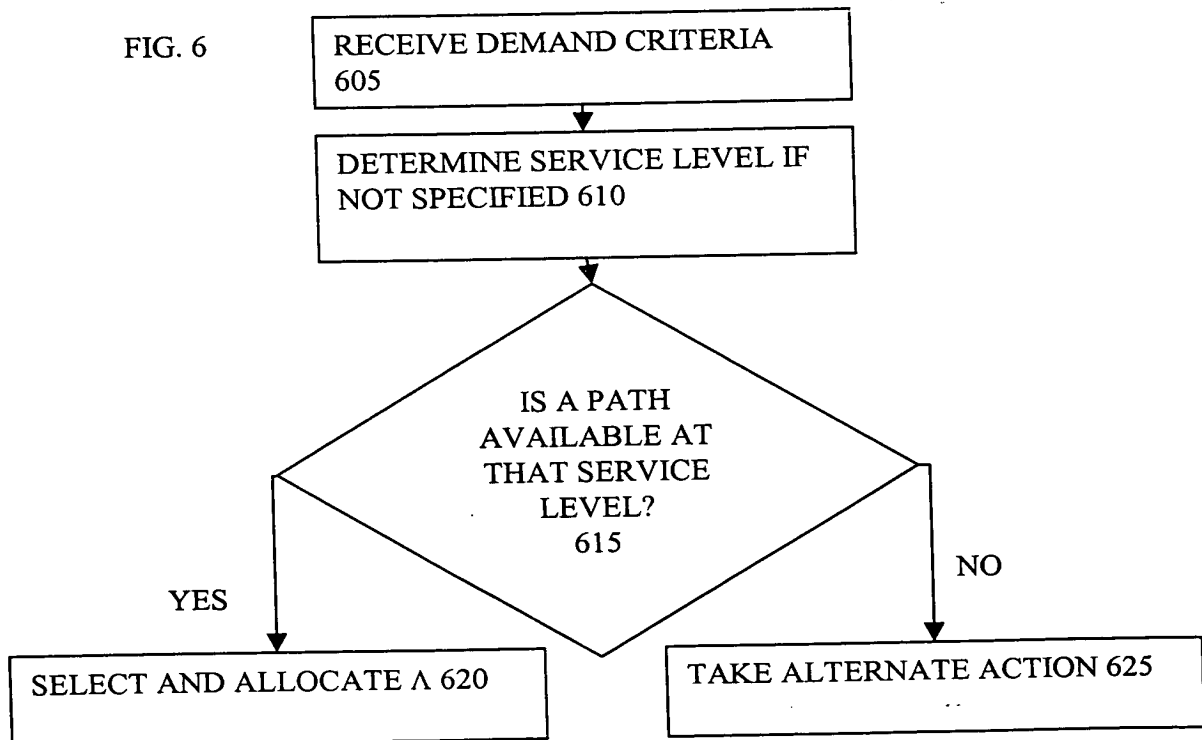 FIG. 6
RECEIVE DEMAND CRITERIA
605
DETERMINE SERVICE LEVEL IF
NOT SPECIFIED 610
IS A PATH
AVAILABLE AT
THAT SERVICE
LEVEL?
615
YES
NO
SELECT AND ALLOCATE Λ 620
TAKE ALTERNATE ACTION 625